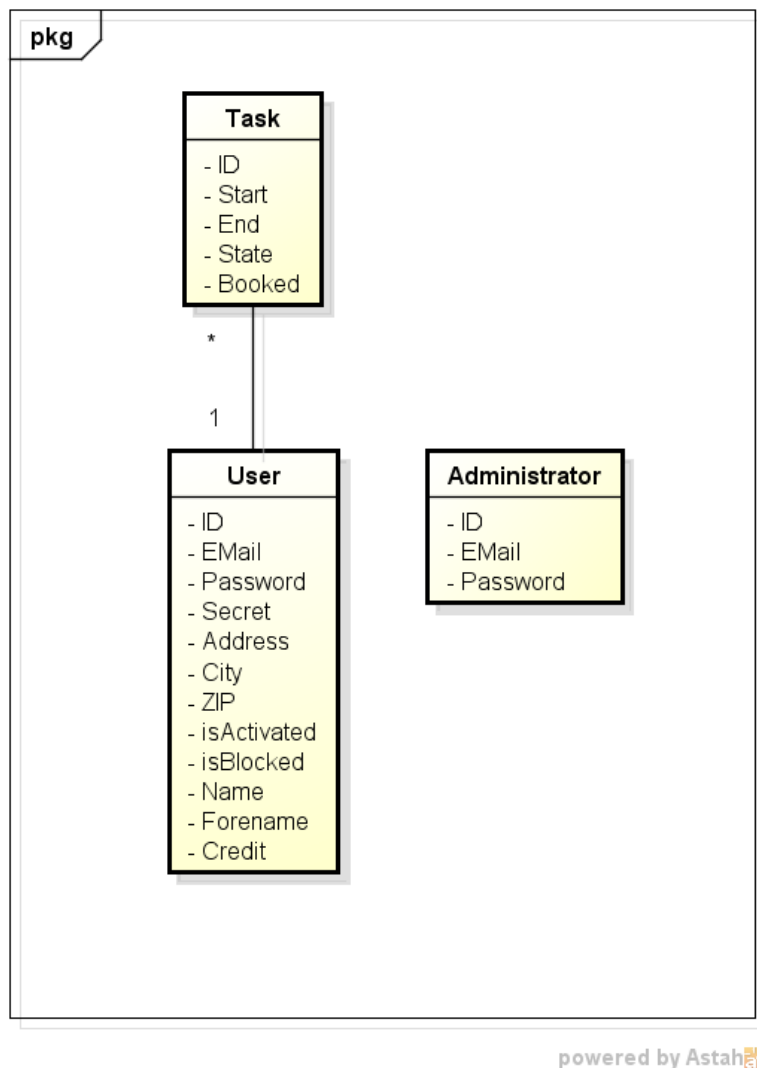 pkg
Task
- ID
- Start
- End
- State
- Booked
*
1
User
- ID
- EMail
- Password
- Secret
- Address
- City
- ZIP
- isActivated
- isBlocked
- Name
- Forename
- Credit
Administrator
- ID
- EMail
- Password
powered by Astah